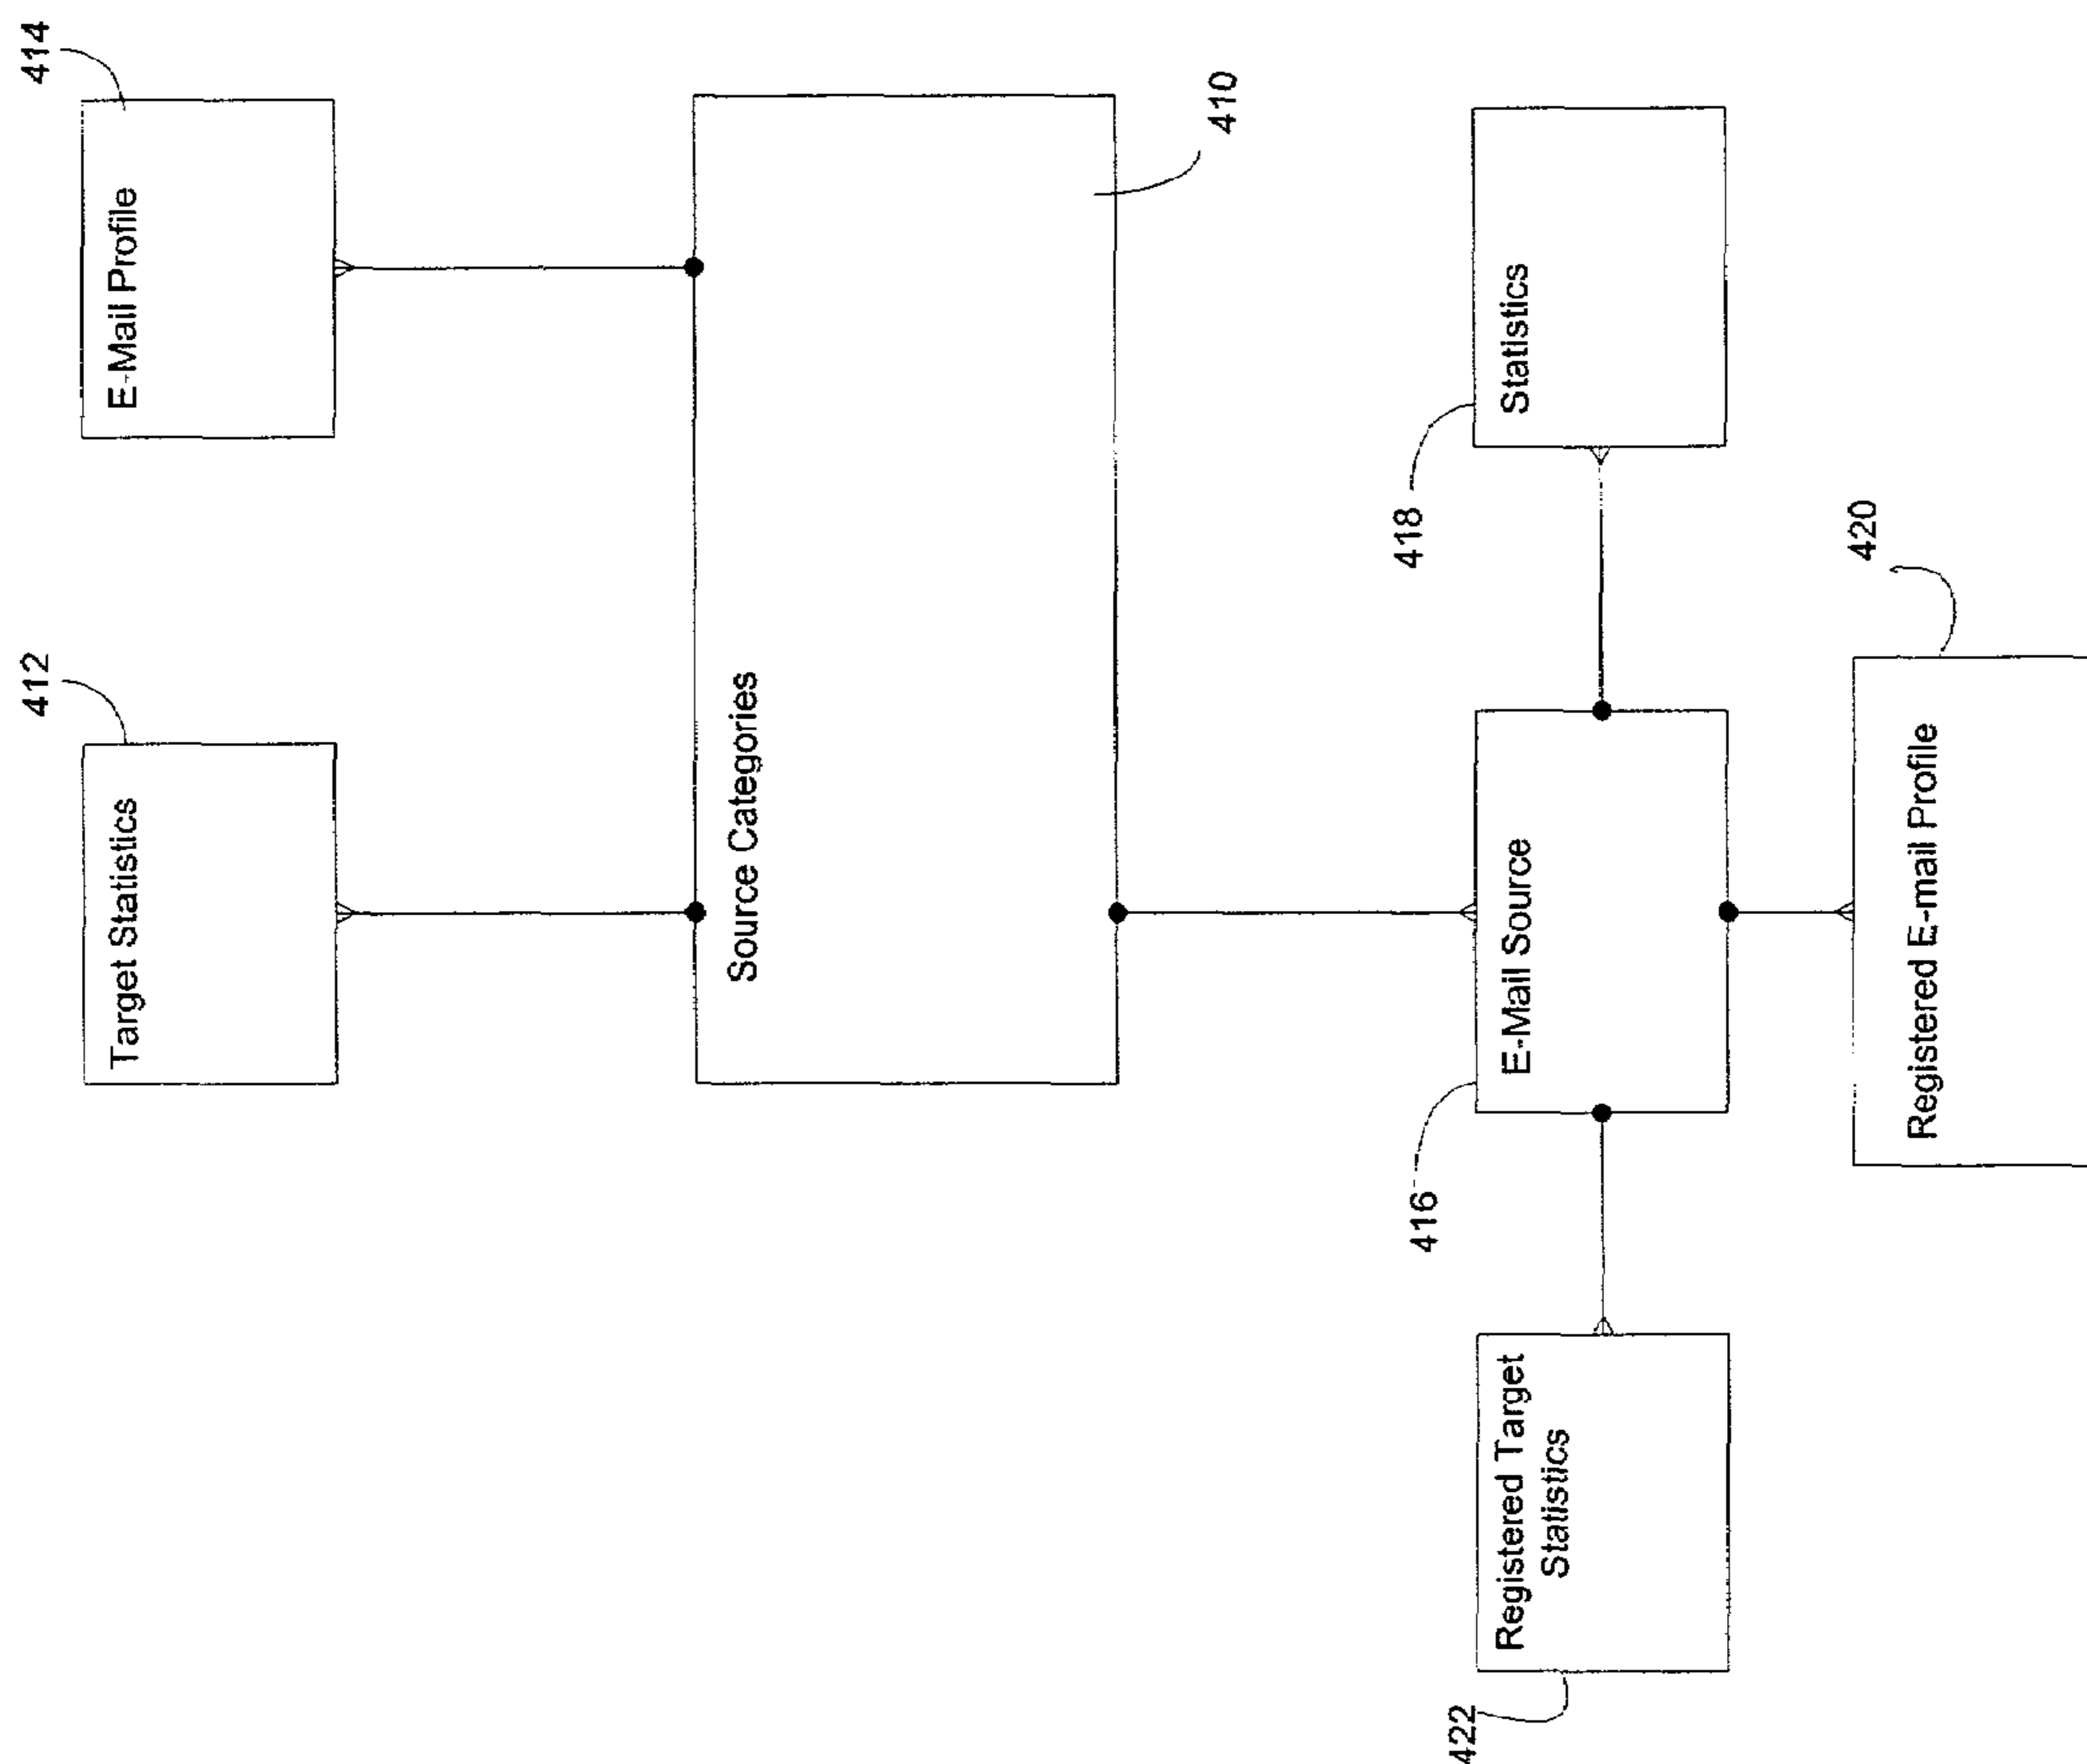 414
E-Mail Profile
412
Target Statistics
410
Source Categories
418
Statistics
416
E-Mail Source
420
Registered E-mail Profile
422
Registered Target
Statistics